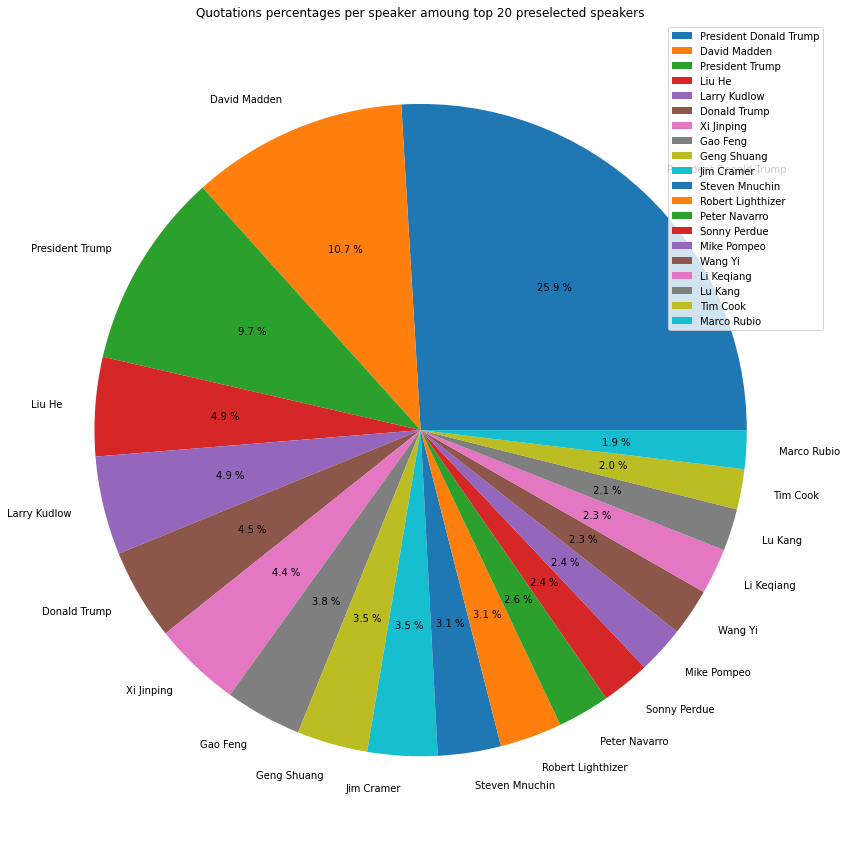 Quotations percentages per speaker amoung top 20 preselected speakers
President Donald Trump
David Madden
President Trump
Liu He
Larry Kudlow
Donald Trump
Xi Jinping
Gao Feng
Geng Shuang
Jim Cramer
Steven Mnuchin
Robert Lighthizer
Peter Navarro
Sonny Perdue
Mike Pompeo
Wang Yi
Li Keqiang
Lu Kang
Tim Cook
Marco Rubio
President Donald Trump
25.9 %
David Madden
10.7 %
President Trump
9.7 %
Liu He
4.9 %
Larry Kudlow
4.9 %
Donald Trump
4.5 %
Xi Jinping
4.4 %
Gao Feng
3.8 %
Geng Shuang
3.5 %
Jim Cramer
3.5 %
Steven Mnuchin
3.1 %
Robert Lighthizer
3.1 %
Peter Navarro
2.6 %
Sonny Perdue
2.4 %
Mike Pompeo
2.4 %
Wang Yi
2.3 %
Li Keqiang
2.3 %
Lu Kang
2.1 %
Tim Cook
2.0 %
Marco Rubio
1.9 %